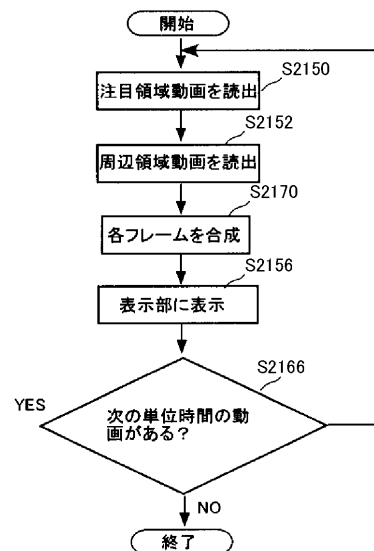 開始
S2150
注目領域動画を読出
S2152
周辺領域動画を読出
S2170
各フレームを合成
S2156
表示部に表示
S2166
YES
次の単位時間の動
画がある？
NO
終了